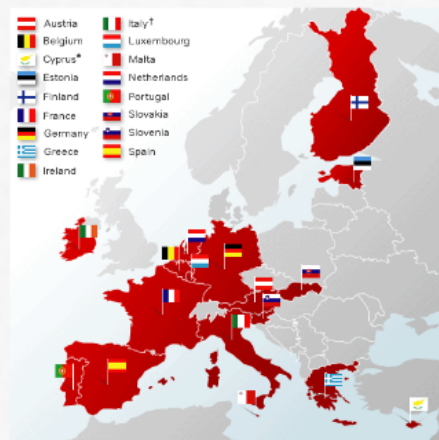 Austria
Belgium
Cyprus*
Estonia
Finland
France
Germany
Greece
Ireland
Italy†
Luxembourg
Malta
Netherlands
Portugal
Slovakia
Slovenia
Spain